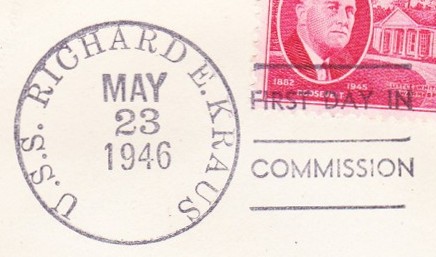 U.S.S. RICHARD E. KRAUS
MAY
23
1946
FIRST DAY IN
COMMISSION
1882
ROOSEVELT
1945